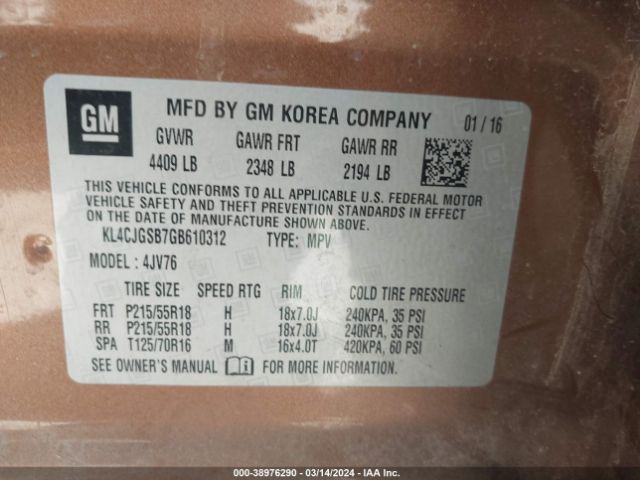 GM
MFD BY GM KOREA COMPANY 01 / 16
GVWR GAWR FRT GAWR RR
4409 LB 2348 LB 2194 LB
THIS VEHICLE CONFORMS TO ALL APPLICABLE U.S. FEDERAL MOTOR
VEHICLE SAFETY AND THEFT PREVENTION STANDARDS IN EFFECT
ON THE DATE OF MANUFACTURE SHOWN ABOVE.
KL4CJGSB7GB610312 TYPE: MPV
MODEL : 4JV76
TIRE SIZE SPEED RTG RIM COLD TIRE PRESSURE
FRT P215/55R18 H 18x7.0J 240KPA, 35 PSI
RR P215/55R18 H 18x7.0J 240KPA, 35 PSI
SPA T125/70R16 M 16x4.0T 420KPA, 60 PSI
SEE OWNER'S MANUAL i FOR MORE INFORMATION.
000-38976290 - 03/14/2024 - IAA Inc.